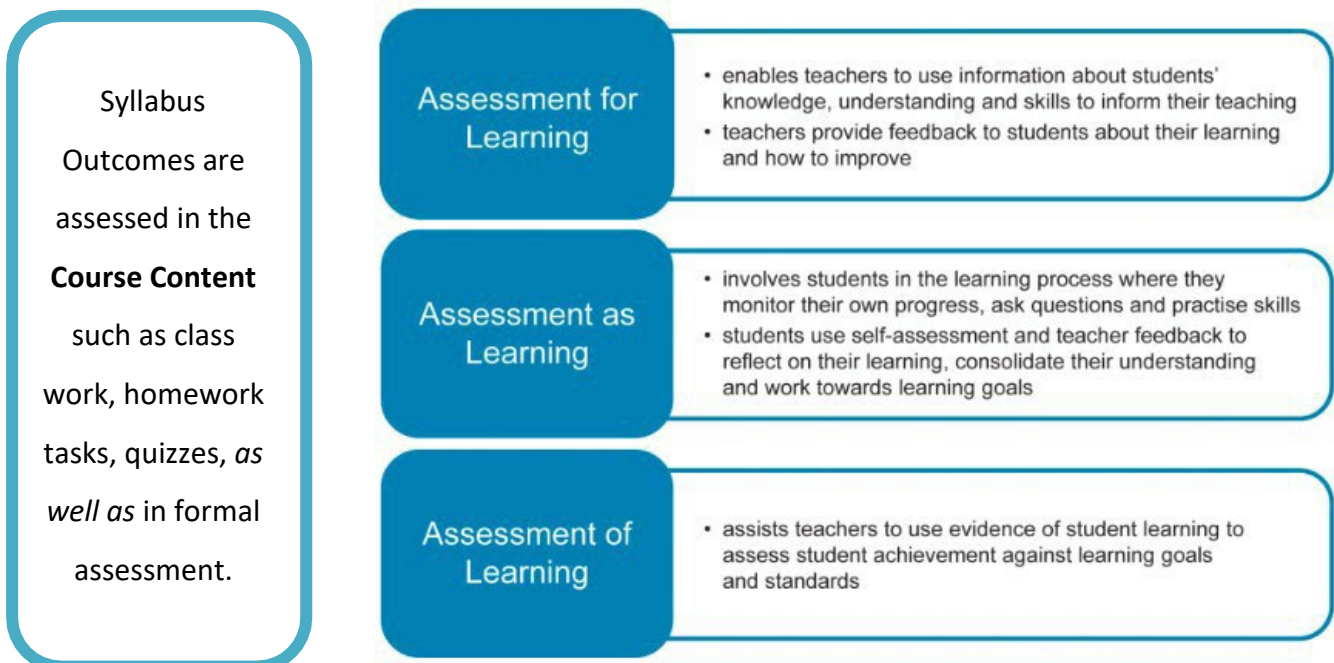 Syllabus
Outcomes are
assessed in the
Course Content
such as class
work, homework
tasks, quizzes, as
well as in formal
assessment.
Assessment for
Learning
• enables teachers to use information about students'
knowledge, understanding and skills to inform their teaching
• teachers provide feedback to students about their learning
and how to improve
Assessment as
Learning
• involves students in the learning process where they
monitor their own progress, ask questions and practise skills
• students use self-assessment and teacher feedback to
reflect on their learning, consolidate their understanding
and work towards learning goals
Assessment of
Learning
• assists teachers to use evidence of student learning to
assess student achievement against learning goals
and standards